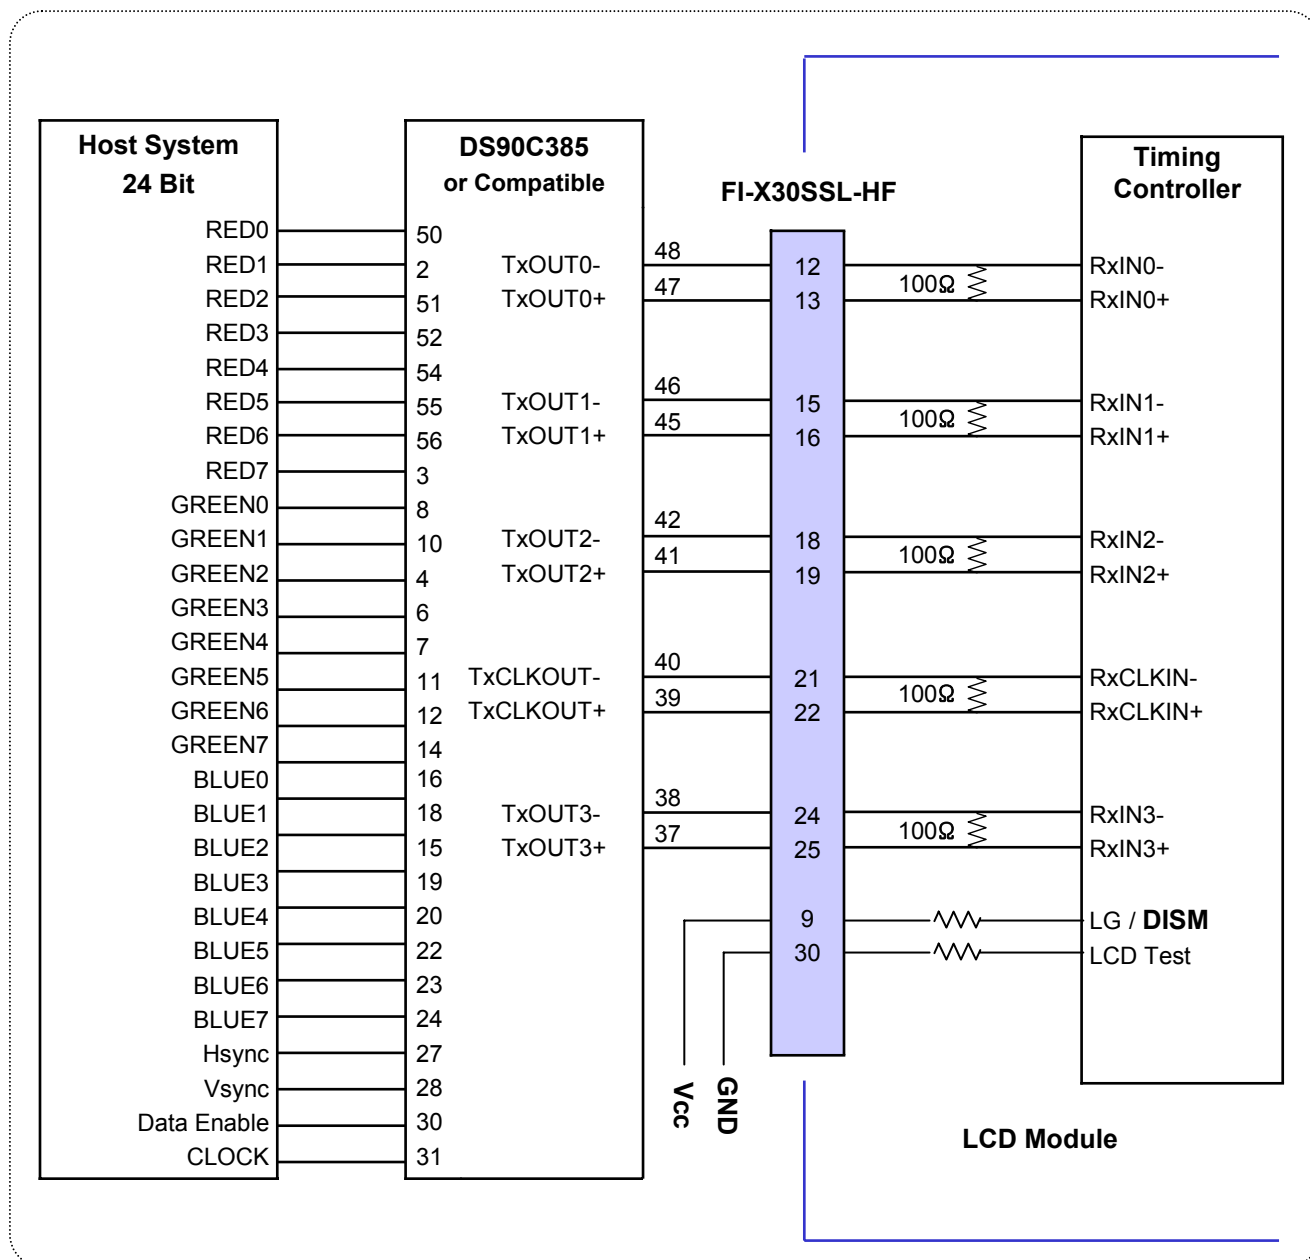 Host System
24 Bit
RED0
RED1
RED2
RED3
RED4
RED5
RED6
RED7
GREEN0
GREEN1
GREEN2
GREEN3
GREEN4
GREEN5
GREEN6
GREEN7
BLUE0
BLUE1
BLUE2
BLUE3
BLUE4
BLUE5
BLUE6
BLUE7
Hsync
Vsync
Data Enable
CLOCK
DS90C385
or Compatible
50
2
51
52
54
55
56
3
8
10
4
6
7
11
12
14
16
18
15
19
20
22
23
24
27
28
30
31
TxOUT0-
TxOUT0+
TxOUT1-
TxOUT1+
TxOUT2-
TxOUT2+
TxCLKOUT-
TxCLKOUT+
TxOUT3-
TxOUT3+
48
47
46
45
42
41
40
39
38
37
Vcc
GND
FI-X30SSL-HF
12
13
15
16
18
19
21
22
24
25
9
30
100Ω
100Ω
100Ω
100Ω
100Ω
Timing
Controller
RxIN0-
RxIN0+
RxIN1-
RxIN1+
RxIN2-
RxIN2+
RxCLKIN-
RxCLKIN+
RxIN3-
RxIN3+
LG / DISM
LCD Test
LCD Module